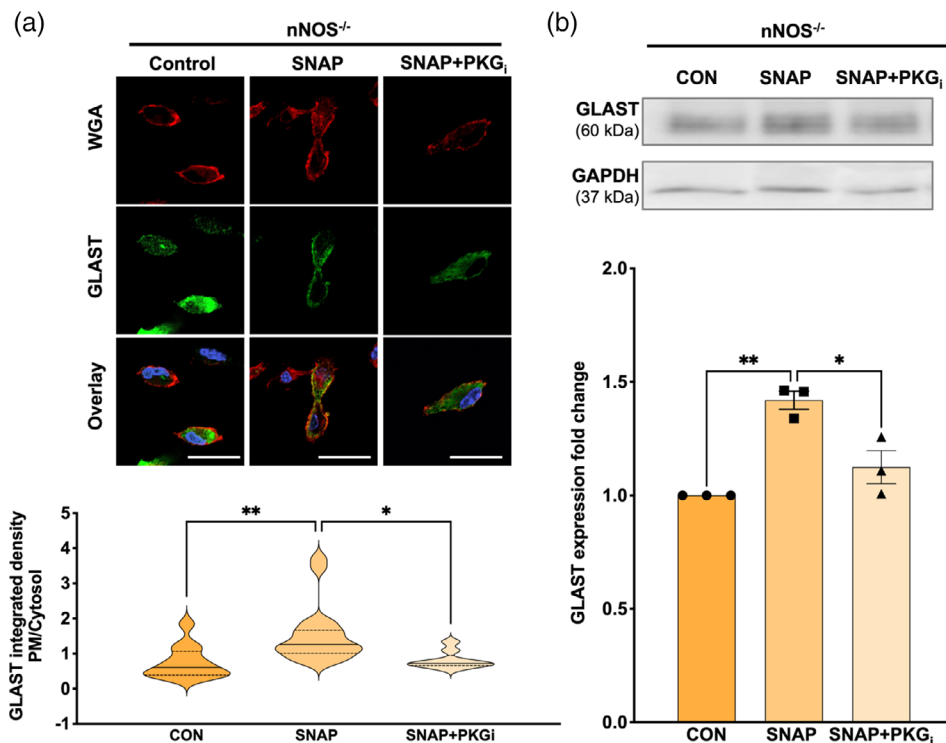 (a)
nNOS-/-
Control SNAP SNAP+PKGi
WGA
GLAST
Overlay
** *
5
4
3
2
1
0
-1
GLAST integrated density
PM/Cytosol
CON SNAP SNAP+PKGi
(b)
nNOS-/-
CON SNAP SNAP+PKGi
GLAST
(60 kDa)
GAPDH
(37 kDa)
2.0
1.5
1.0
0.5
0.0
** *
GLAST expression fold change
CON SNAP SNAP+PKGi